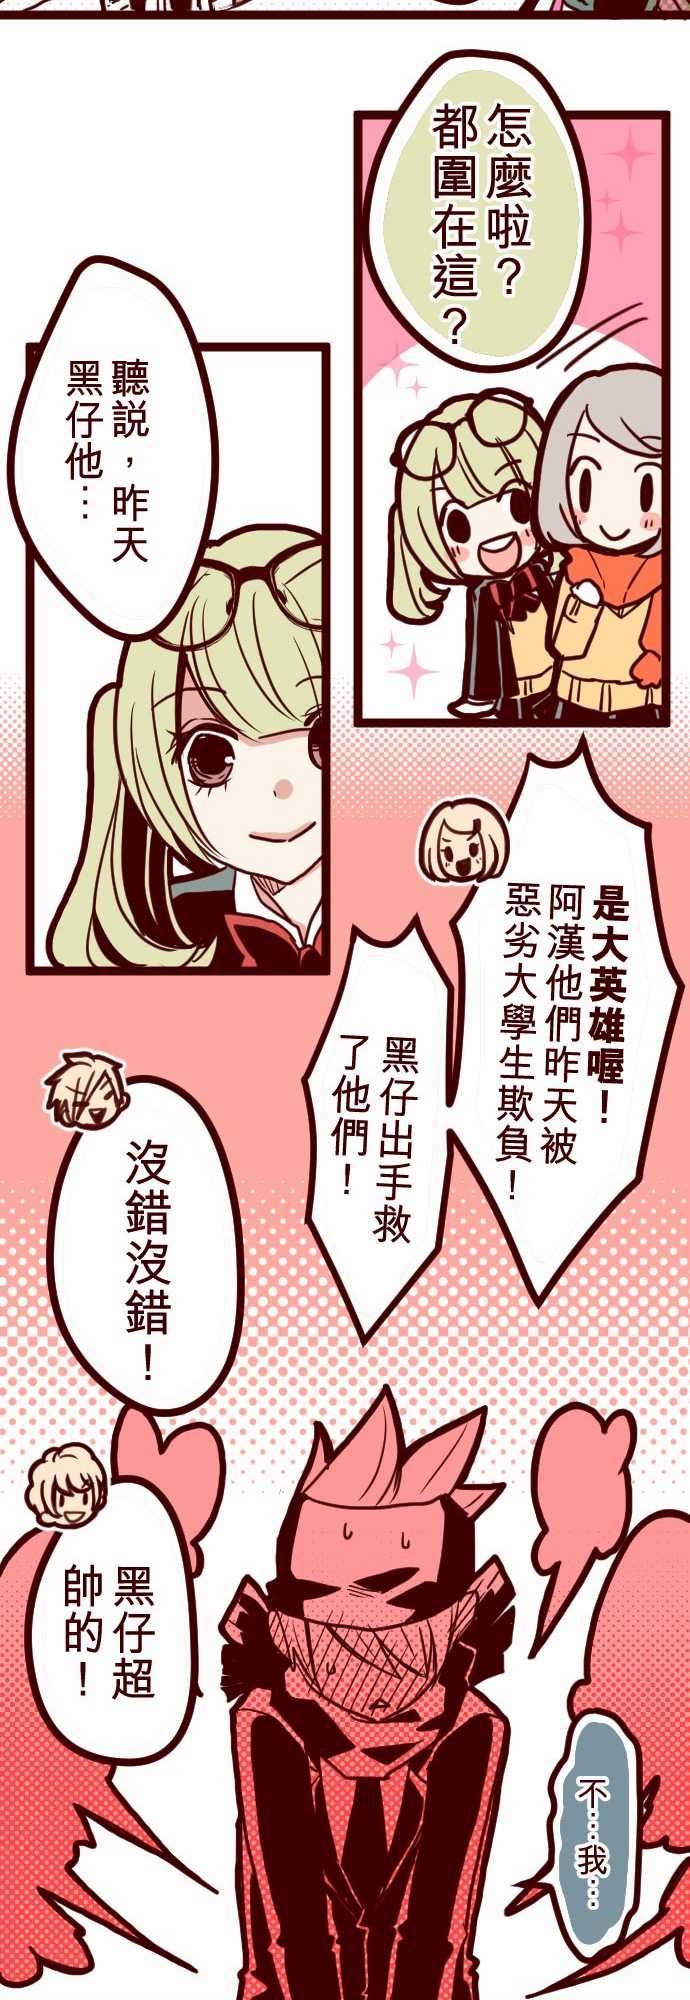 怎麼啦？
都圍在這？
聽說，昨天
黑仔他…
是大英雄喔！
阿漢他們昨天被
惡劣大學生欺負！
黑仔出手救
了他們！
沒錯沒錯！
黑仔超
帥的！
不…我…